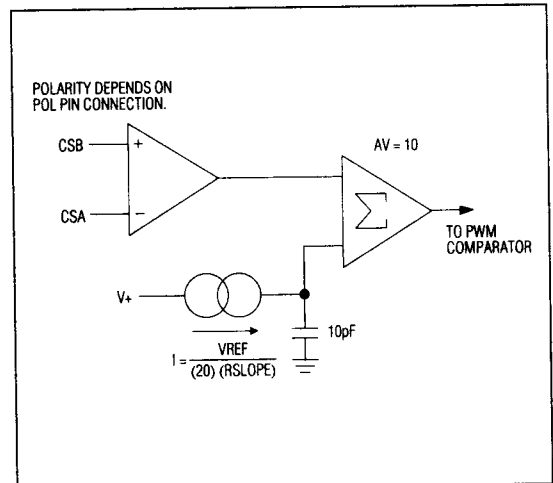 POLARITY DEPENDS ON
POL PIN CONNECTION.
CSB
+
CSA
−
AV = 10
Σ
TO PWM
COMPARATOR
V+
10pF
I = VREF
(20) (RSLOPE)